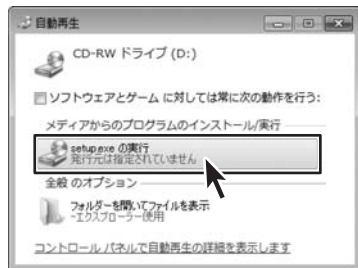 自動再生
CD-RW ドライブ (D:)
ソフトウェアとゲーム に対しては常に次の動作を行う:
メディアからのプログラムのインストール/実行
setup.exe の実行
発行元は指定されていません
全般 のオプション
フォルダーを開いてファイルを表示
-エクスプローラー使用
コントロール パネルで自動再生の詳細を表示します